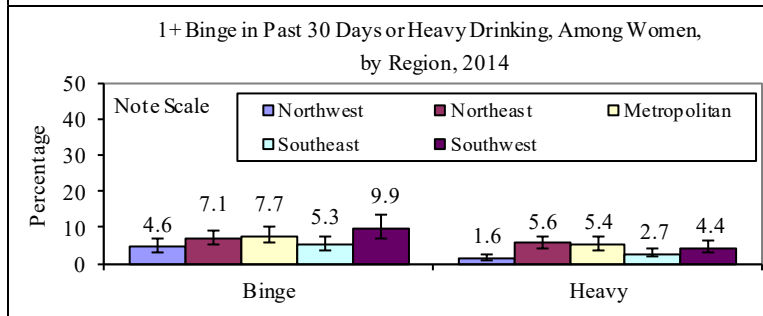 1+ Binge in Past 30 Days or Heavy Drinking, Among Women,
by Region, 2014
50
40
30
20
10
0
Percentage
Note Scale
Northwest Northeast Metropolitan
Southeast Southwest
4.6 7.1 7.7 5.3 9.9 1.6 5.6 5.4 2.7 4.4
Binge Heavy